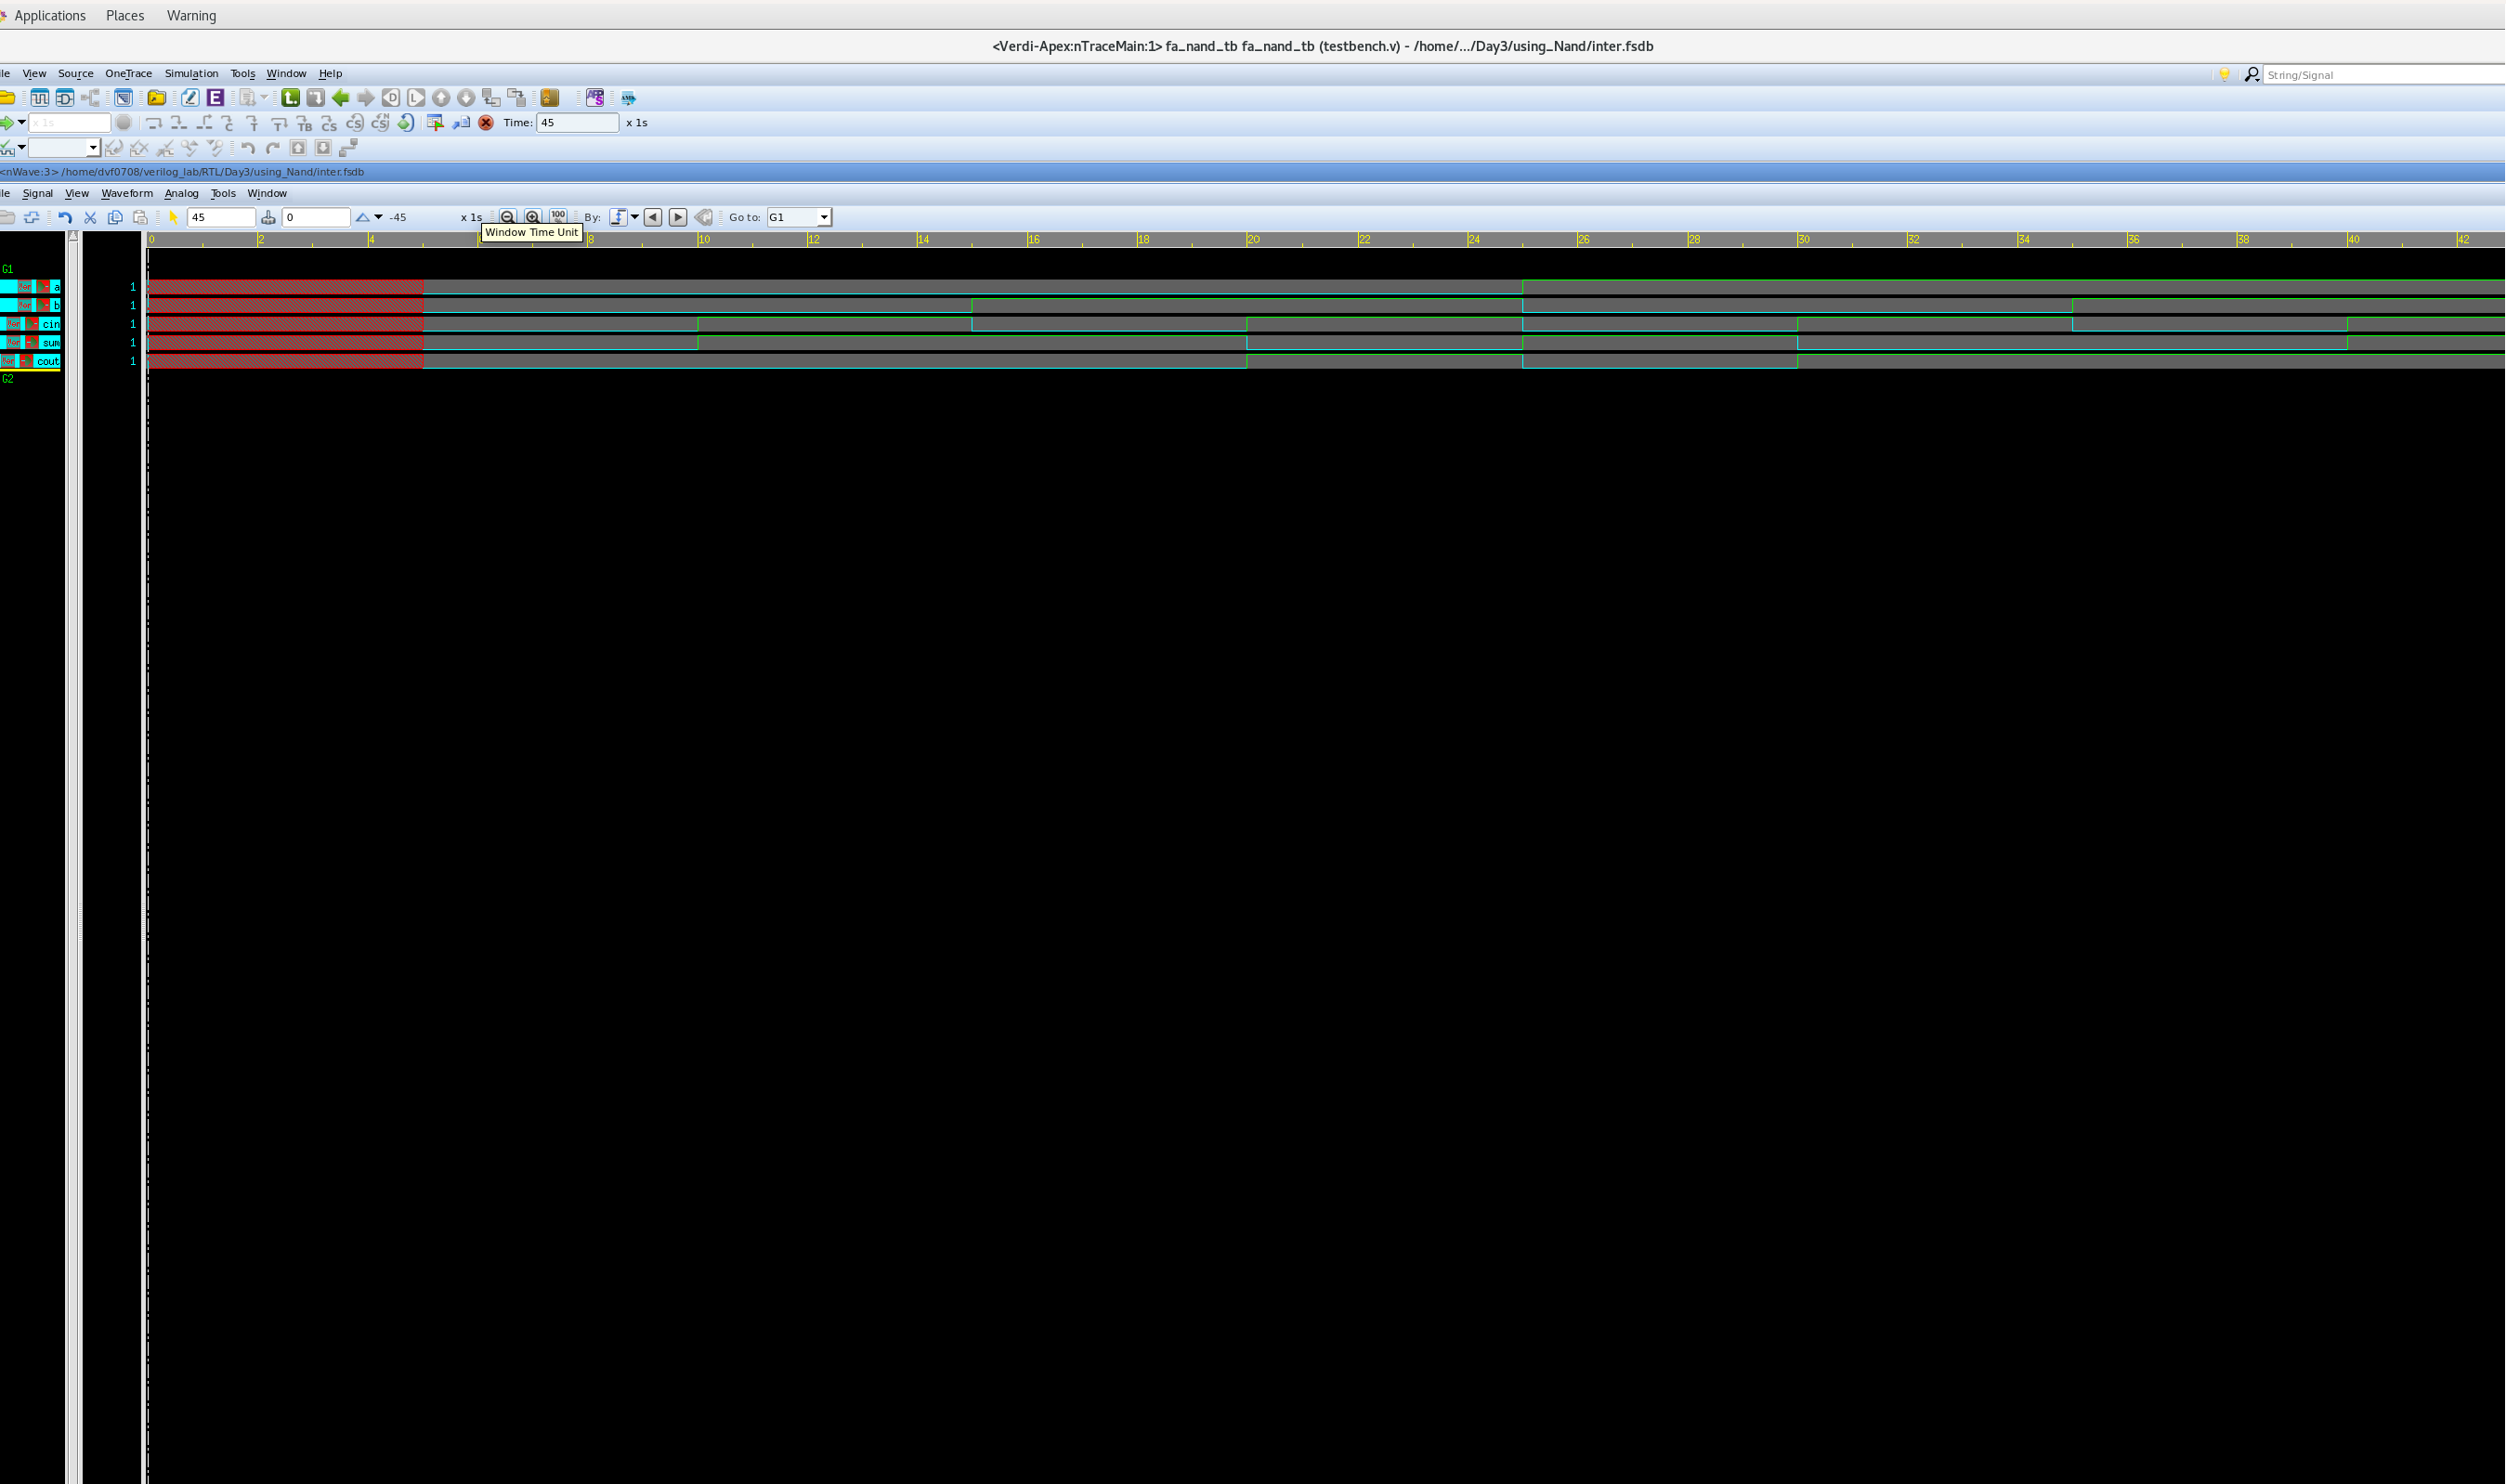 Applications Places Warning
<Verdi-Apex:nTraceMain:1> fa_nand_tb fa_nand_tb (testbench.v) - /home/.../Day3/using_Nand/inter.fsdb
ile View Source OneTrace Simulation Tools Window Help String/Signal
x 1s Time: 45 x 1s
<nWave:3> /home/dvf0708/verilog_lab/RTL/Day3/using_Nand/inter.fsdb
ile Signal View Waveform Analog Tools Window
45 0 -45 x 1s 100 By: Go to: G1
Window Time Unit
0 2 4 8 10 12 14 16 18 20 22 24 26 28 30 32 34 36 38 40 42
G1
a 1
b 1
cin 1
sum 1
cout 1
G2